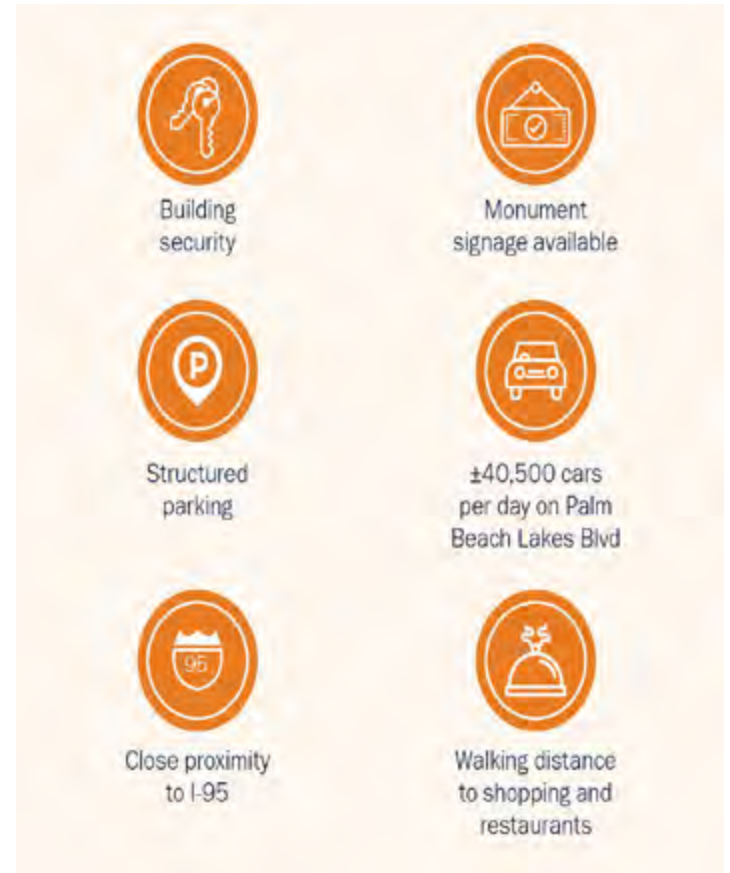 Building
security
Monument
signage available
P
Structured
parking
±40,500 cars
per day on Palm
Beach Lakes Blvd
95
Close proximity
to I-95
Walking distance
to shopping and
restaurants